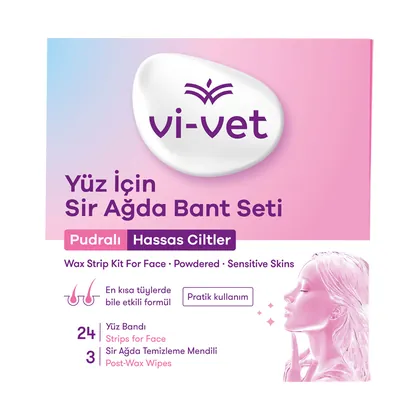 vi-vet
Yüz İçin
Sir Ağda Bant Seti
Pudralı Hassas Ciltler
Wax Strip Kit For Face · Powdered · Sensitive Skins
En kısa tüylerde
bile etkili formül
Pratik kullanım
24 Yüz Bandı
Strips for Face
3 Sir Ağda Temizleme Mendili
Post-Wax Wipes